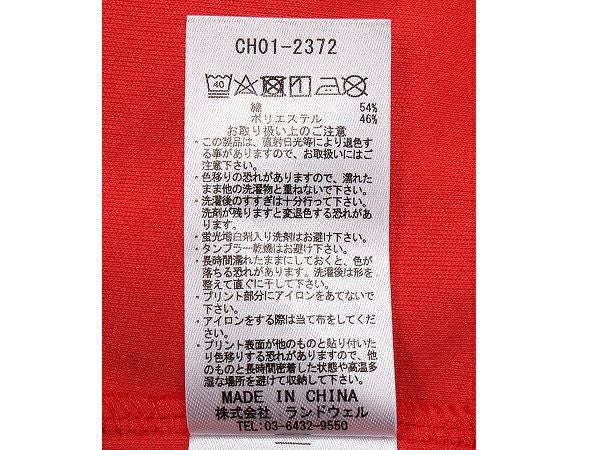 CH01-2372
40
綿 54%
ポリエステル 46%
お取り扱い上のご注意
・この製品は、直射日光等により退色す
る事がありますので、お取扱いにはご
注意下さい。
・色移りの恐れがありますので、濡れた
まま他の洗濯物と重ねないで下さい。
・洗濯後のすすぎは十分行って下さい。
洗剤が残りますと変退色する恐れがあ
ります。
・蛍光増白剤入り洗剤はお避け下さい。
・タンブラー乾燥はお避け下さい。
・長時間濡れたままにしておくと、色が
落ちる恐れがあります。洗濯後は形を
整えて直ぐに干して下さい。
・プリント部分にアイロンをあてないで
下さい。
・アイロンをする際は当て布をしてくだ
さい。
・プリント表面が他のものと貼り付いた
り色移りする恐れがありますので、他
のものと長時間密着した状態や高温多
湿な場所を避けて収納して下さい。
MADE IN CHINA
株式会社 ランドウェル
TEL:03-6432-9550